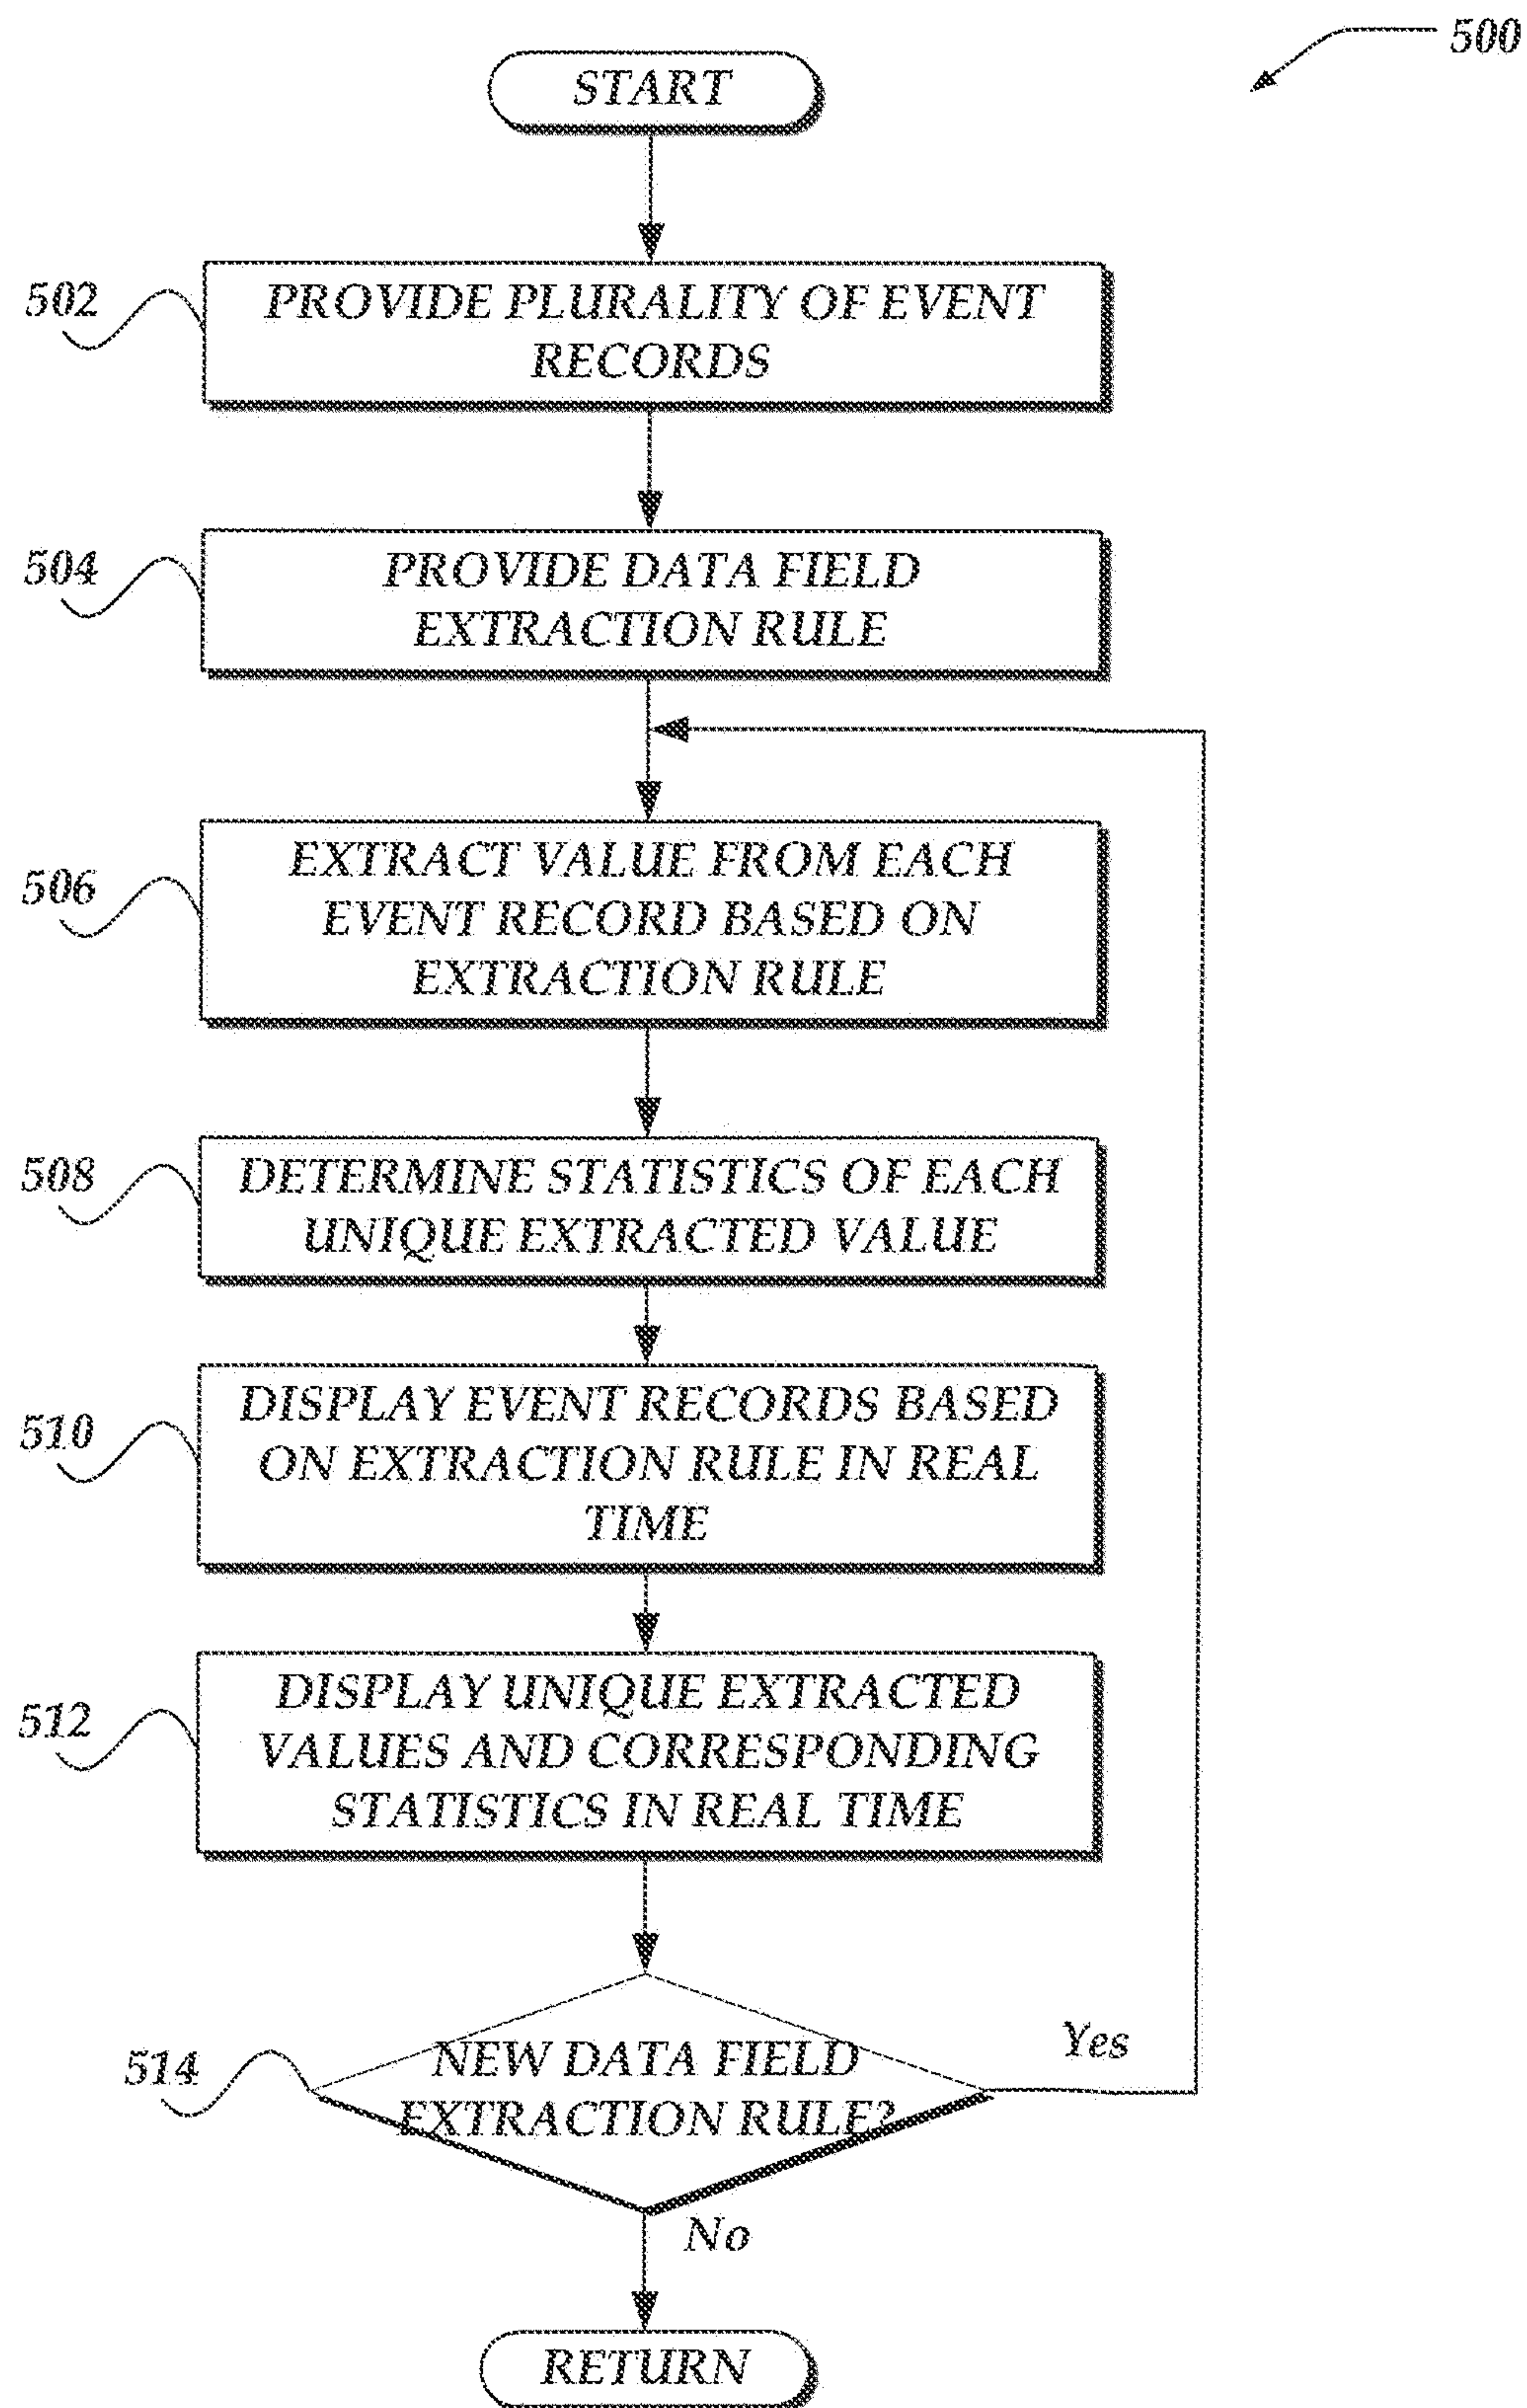 500
START
502
PROVIDE PLURALITY OF EVENT
RECORDS
504
PROVIDE DATA FIELD
EXTRACTION RULE
506
EXTRACT VALUE FROM EACH
EVENT RECORD BASED ON
EXTRACTION RULE
508
DETERMINE STATISTICS OF EACH
UNIQUE EXTRACTED VALUE
510
DISPLAY EVENT RECORDS BASED
ON EXTRACTION RULE IN REAL
TIME
512
DISPLAY UNIQUE EXTRACTED
VALUES AND CORRESPONDING
STATISTICS IN REAL TIME
514
NEW DATA FIELD
EXTRACTION RULE?
Yes
No
RETURN